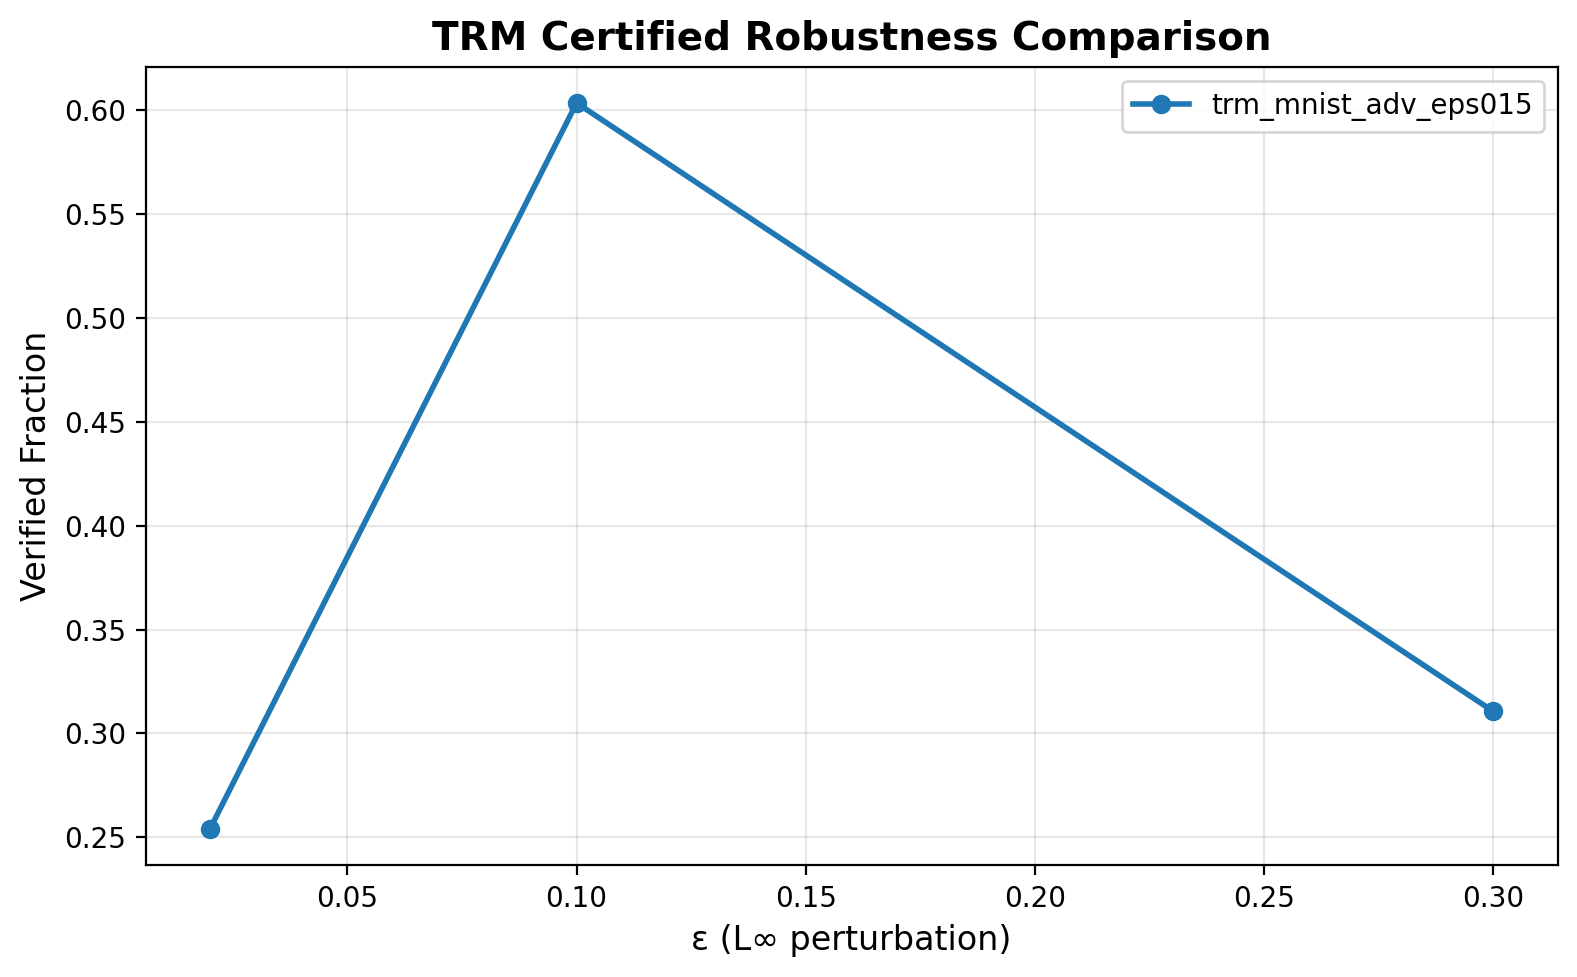 TRM Certified Robustness Comparison
trm_mnist_adv_eps015
Verified Fraction
0.60
0.55
0.50
0.45
0.40
0.35
0.30
0.25
0.05 0.10 0.15 0.20 0.25 0.30
ε (L∞ perturbation)